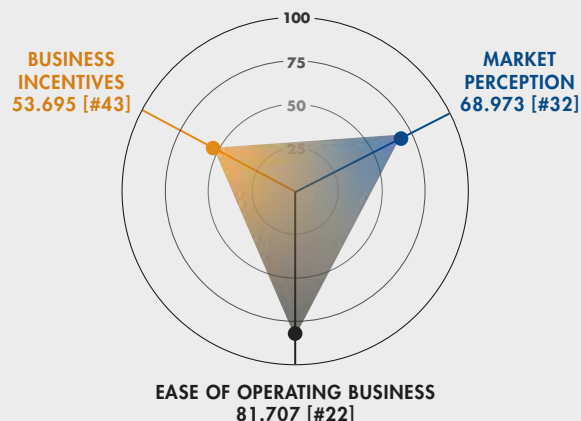 100
BUSINESS
INCENTIVES
53.695 [#43]
75
MARKET
PERCEPTION
68.973 [#32]
50
25
EASE OF OPERATING BUSINESS
81.707 [#22]